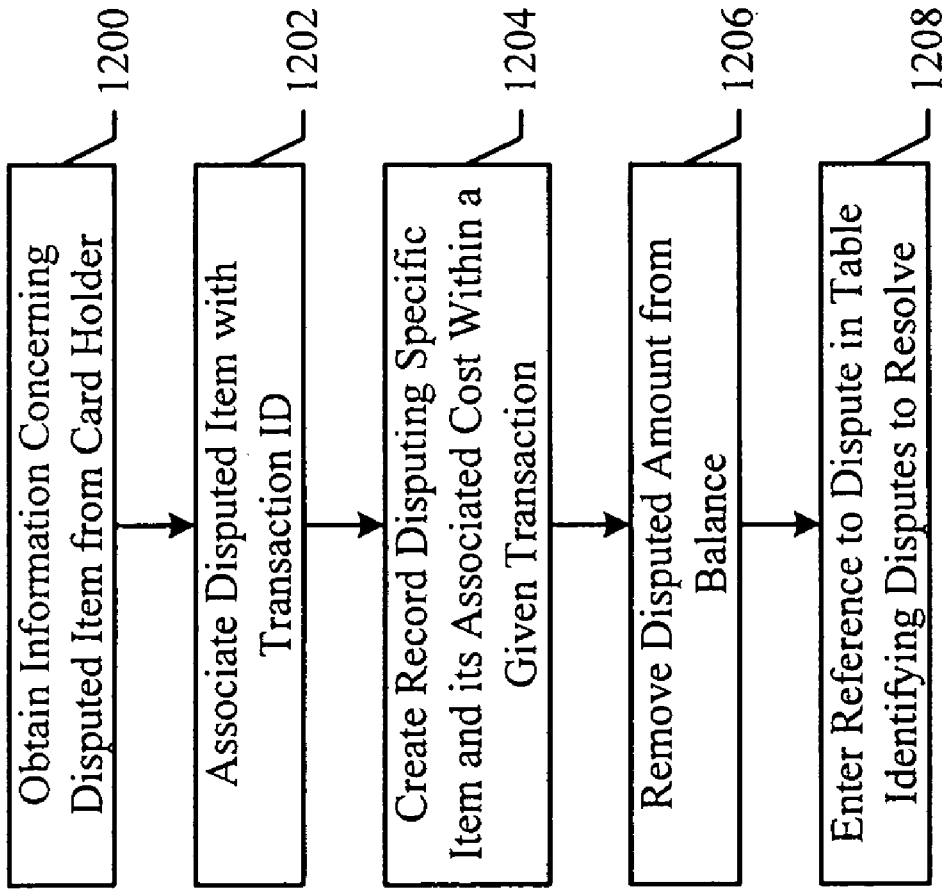 Obtain Information Concerning
Disputed Item from Card Holder
1200
Associate Disputed Item with
Transaction ID
1202
Create Record Disputing Specific
Item and its Associated Cost Within a
Given Transaction
1204
Remove Disputed Amount from
Balance
1206
Enter Reference to Dispute in Table
Identifying Disputes to Resolve
1208